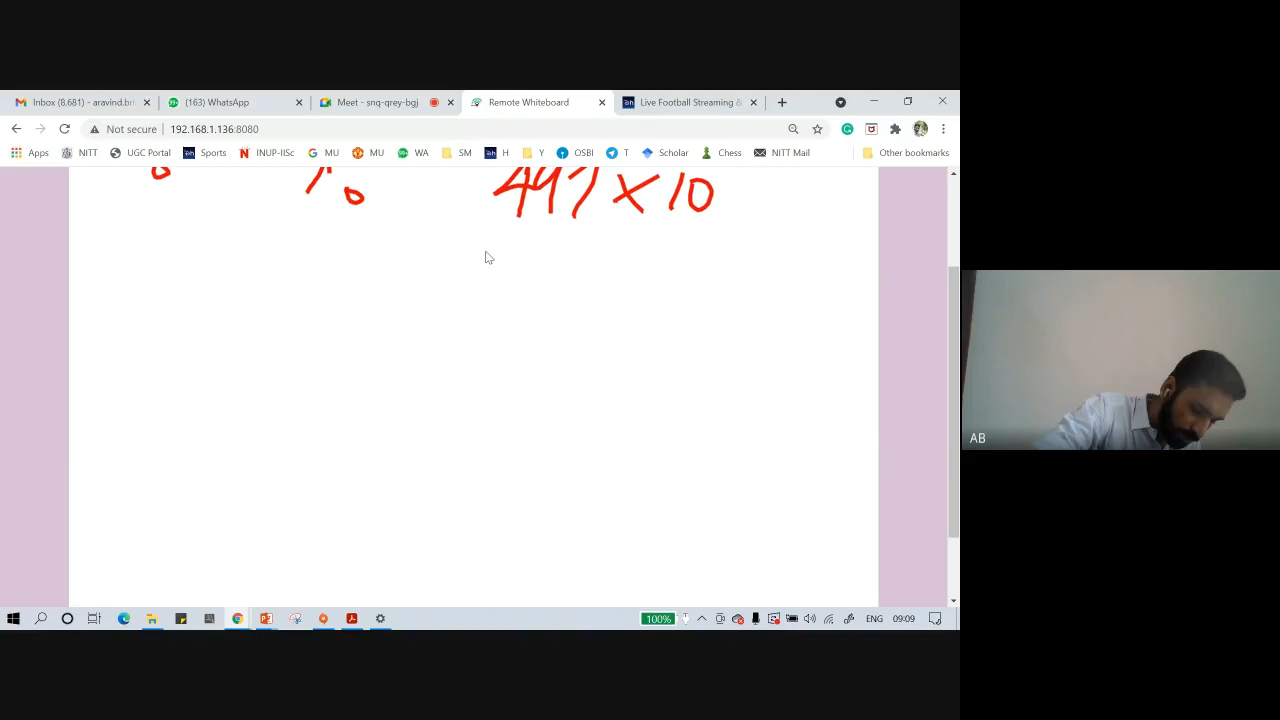 Inbox (8,681) - aravind.bri
(163) WhatsApp
Meet - snq-qrey-bgj
Remote Whiteboard
Live Football Streaming &
Not secure
192.168.1.136:8080
Apps
NITT
UGC Portal
Sports
INUP-IISc
MU
MU
WA
SM
H
Y
OSBI
T
Scholar
Chess
NITT Mail
Other bookmarks
497 × 10
AB
100%
ENG
09:09